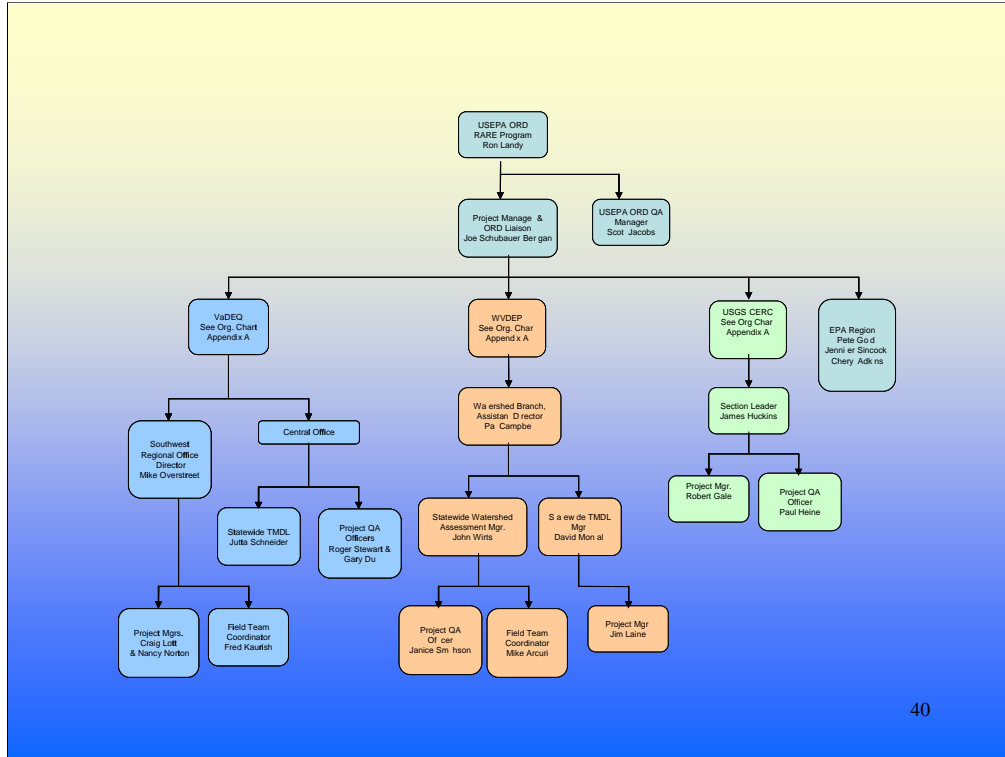 USEPA ORD
RARE Program
Ron Landy
Project Manage &
ORD Liaison
Joe Schubauer Ber gan
USEPA ORD QA
Manager
Scot Jacobs
VaDEQ
See Org. Chart
Appendix A
WVDEP
See Org. Char
Append x A
USGS CERC
See Org Char
Appendix A
EPA Region
Pete Go d
Jenni er Sincock
Chery Adk ns
Southwest
Regional Office
Director
Mike Overstreet
Central Office
Wa ershed Branch,
Assistan D rector
Pa Campbe
Section Leader
James Huckins
Statewide TMDL
Jutta Schneider
Project QA
Officers
Roger Stewart &
Gary Du
Statewide Watershed
Assessment Mgr.
John Wirts
S a ew de TMDL
Mgr
David Mon al
Project Mgr.
Robert Gale
Project QA
Officer
Paul Heine
Project Mgrs.
Craig Lott
& Nancy Norton
Field Team
Coordinator
Fred Kaurish
Project QA
Of cer
Janice Sm hson
Field Team
Coordinator
Mike Arcuri
Project Mgr
Jim Laine
40